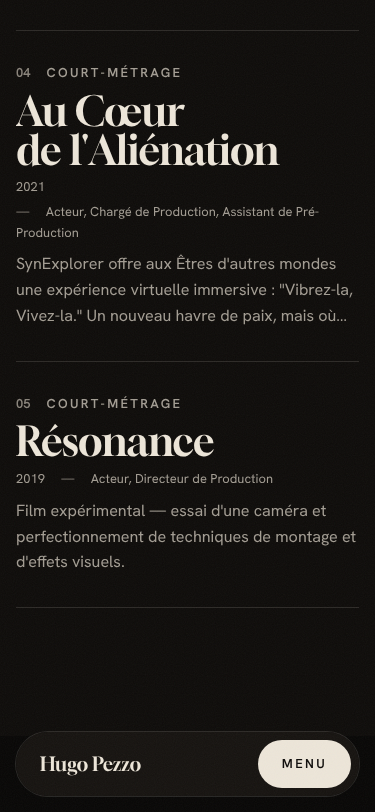 04 COURT-MÉTRAGE
Au Cœur
de l'Aliénation
2021
— Acteur, Chargé de Production, Assistant de Pré-
Production
SynExplorer offre aux Êtres d'autres mondes
une expérience virtuelle immersive : "Vibrez-la,
Vivez-la." Un nouveau havre de paix, mais où…
05 COURT-MÉTRAGE
Résonance
2019 — Acteur, Directeur de Production
Film expérimental — essai d'une caméra et
perfectionnement de techniques de montage et
d'effets visuels.
Hugo Pezzo MENU